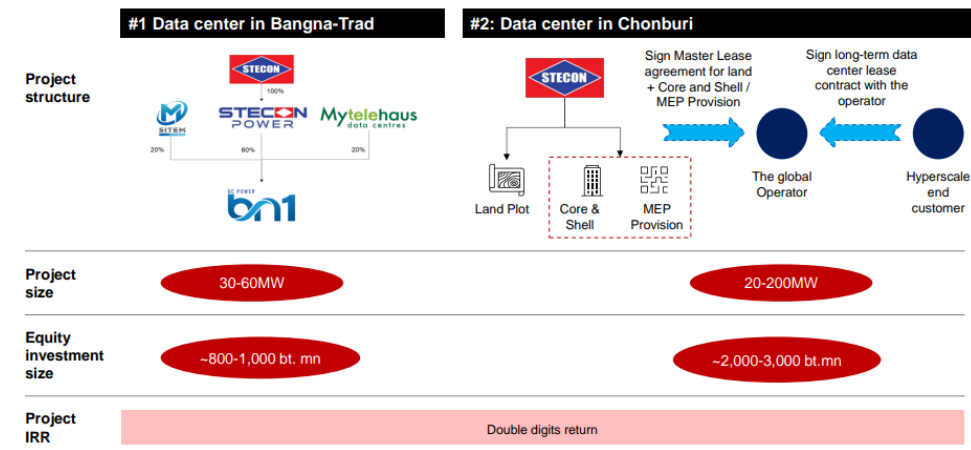 #1 Data center in Bangna-Trad
#2: Data center in Chonburi
Project
structure
STECON
100%
M
SITEM
STECON
POWER
Mytelehaus
data centres
20%
60%
20%
DC POWER
bn1
STECON
Land Plot
Core &
Shell
MEP
Provision
Sign Master Lease
agreement for land
+ Core and Shell /
MEP Provision
Sign long-term data
center lease
contract with the
operator
The global
Operator
Hyperscale
end
customer
Project
size
30-60MW
20-200MW
Equity
investment
size
~800-1,000 bt. mn
~2,000-3,000 bt.mn
Project
IRR
Double digits return